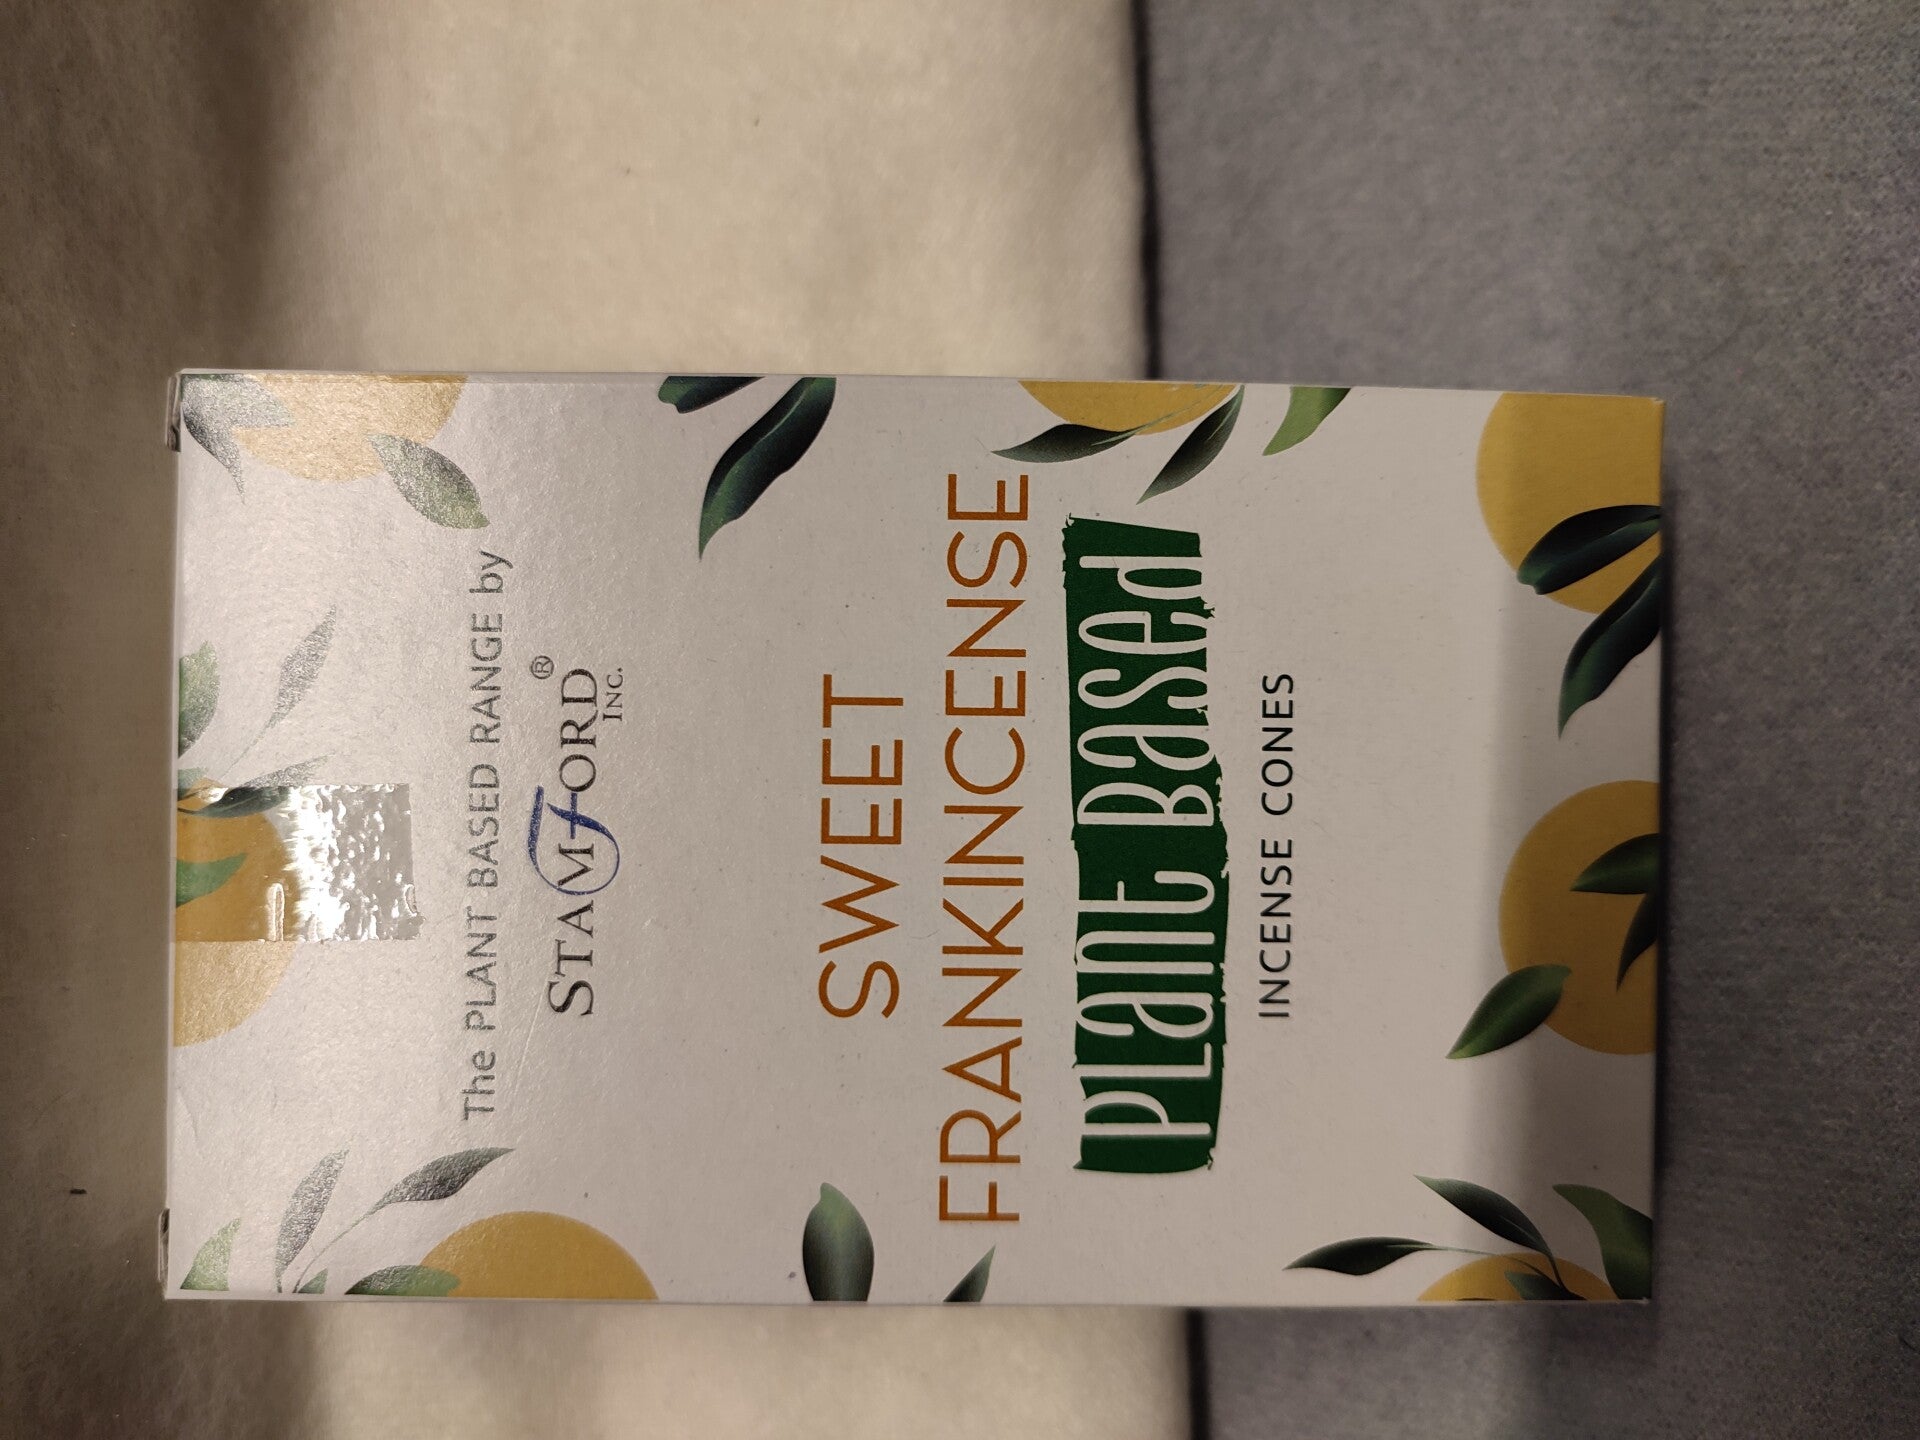 The PLANT BASED RANGE by
STAMFORD®
INC.
SWEET
FRANKINCENSE
PLant Based
INCENSE CONES